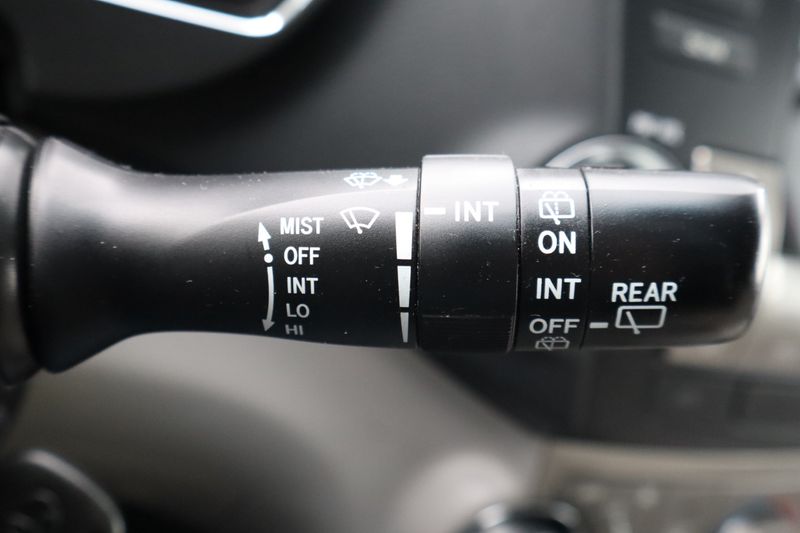 MIST
OFF
INT
LO
HI
INT
ON
INT
OFF
REAR